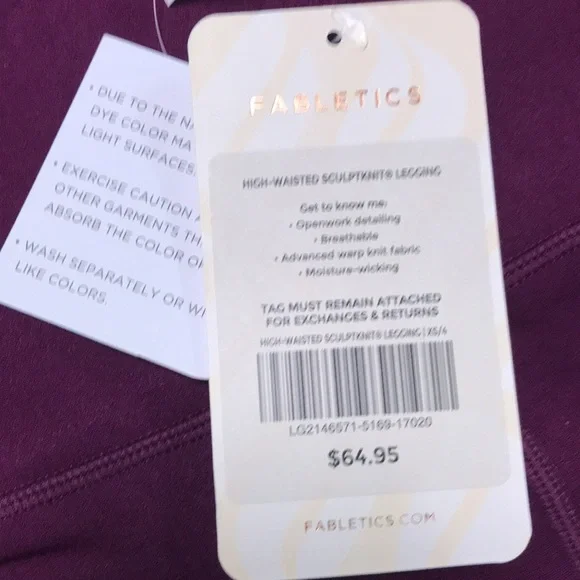 • DUE TO THE
DYE COLOR MA
LIGHT SURFACES.
• EXERCISE CAUTION
OTHER GARMENTS TH
ABSORB THE COLOR O
• WASH SEPARATELY OR WI
LIKE COLORS.
FABLETICS
HIGH-WAISTED SCULPTKNIT® LEGGING
Get to know me:
• Openwork detailing
• Breathable
• Advanced warp knit fabric
• Moisture-wicking
TAG MUST REMAIN ATTACHED
FOR EXCHANGES & RETURNS
HIGH-WAISTED SCULPTKNIT® LEGGING | XS/4
LG2146571-5169-17020
$64.95
FABLETICS.COM